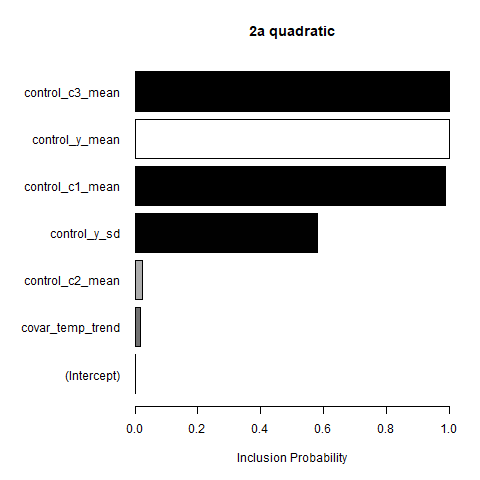 2a quadratic
control_c3_mean
control_y_mean
control_c1_mean
control_y_sd
control_c2_mean
covar_temp_trend
(Intercept)
0.0 0.2 0.4 0.6 0.8 1.0
Inclusion Probability